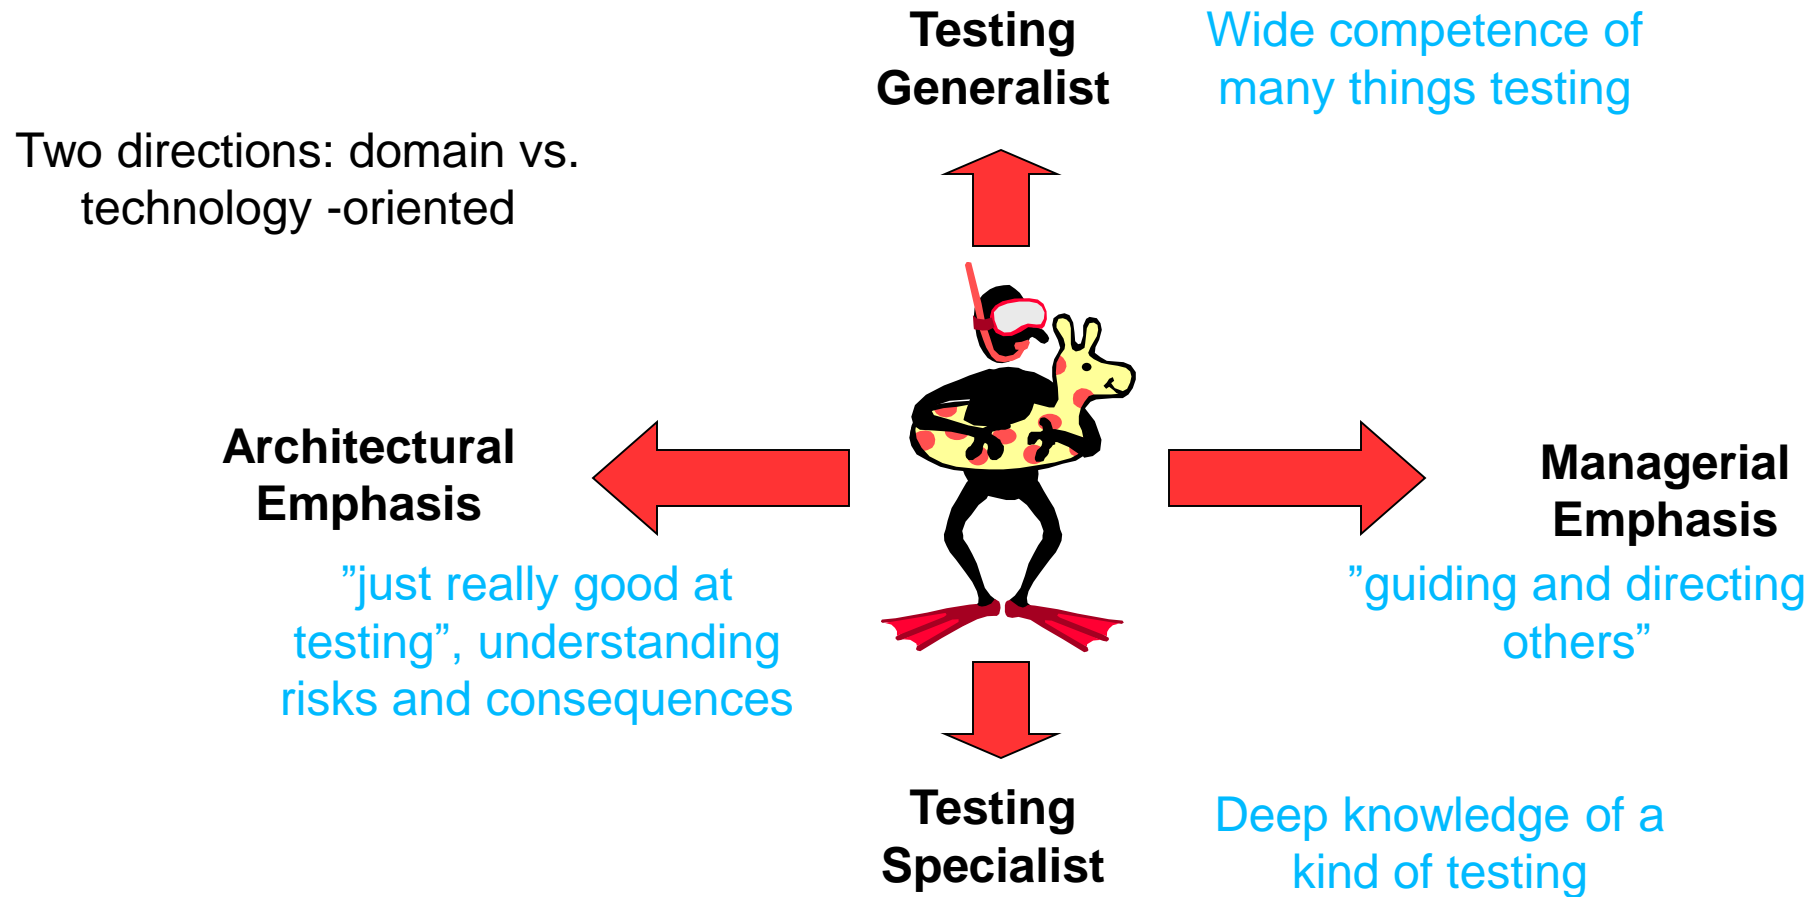 Testing
Generalist
Wide competence of
many things testing
Two directions: domain vs.
technology -oriented
Architectural
Emphasis
”just really good at
testing”, understanding
risks and consequences
Managerial
Emphasis
”guiding and directing
others”
Testing
Specialist
Deep knowledge of a
kind of testing